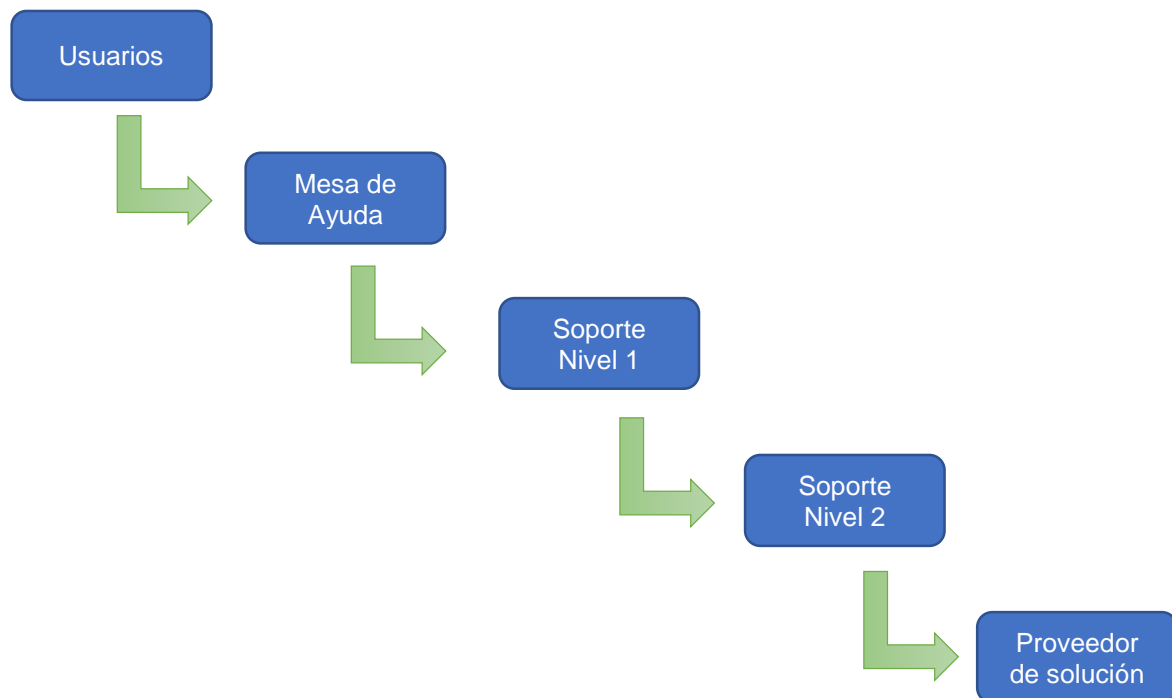 Usuarios
Mesa de
Ayuda
Soporte
Nivel 1
Soporte
Nivel 2
Proveedor
de solución